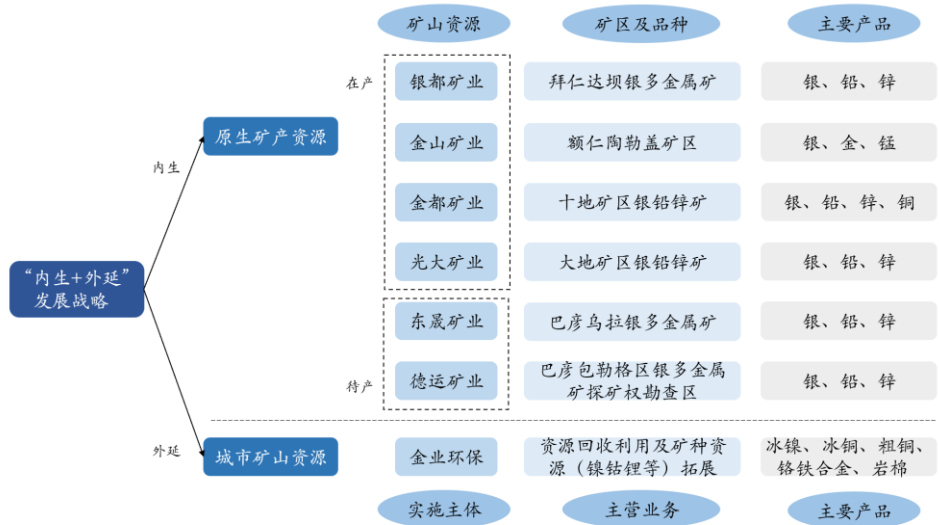 矿山资源
矿区及品种
主要产品
在产
银都矿业
拜仁达坝银多金属矿
银、铅、锌
原生矿产资源
金山矿业
额仁陶勒盖矿区
银、金、锰
内生
金都矿业
十地矿区银铅锌矿
银、铅、锌、铜
“内生+外延”
发展战略
光大矿业
大地矿区银铅锌矿
银、铅、锌
东晟矿业
巴彦乌拉银多金属矿
银、铅、锌
待产
德运矿业
巴彦包勒格区银多金属
矿探矿权勘查区
银、铅、锌
外延
城市矿山资源
金业环保
资源回收利用及矿种资
源（镍钴锂等）拓展
冰镍、冰铜、粗铜、
铬铁合金、岩棉
实施主体
主营业务
主要产品